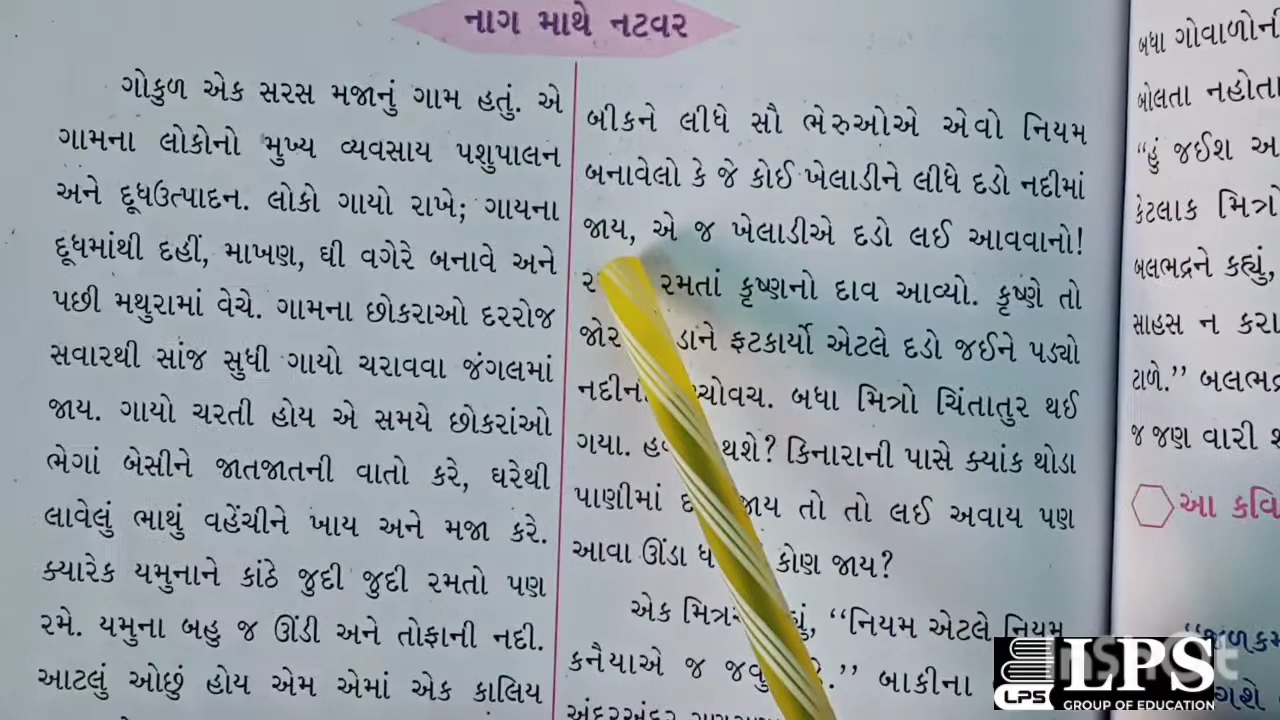 નાગ માથે નટવર
ગોકુળ એક સરસ મજાનું ગામ હતું. એ
ગામના લોકોનો મુખ્ય વ્યવસાય પશુપાલન
અને દૂધઉત્પાદન. લોકો ગાયો રાખે; ગાયના
દૂધમાંથી દહીં, માખણ, ઘી વગેરે બનાવે અને
પછી મથુરામાં વેચે. ગામના છોકરાઓ દરરોજ
સવારથી સાંજ સુધી ગાયો ચરાવવા જંગલમાં
જાય. ગાયો ચરતી હોય એ સમયે છોકરાંઓ
ભેગાં બેસીને જાતજાતની વાતો કરે, ઘરેથી
લાવેલું ભાથું વહેંચીને ખાય અને મજા કરે.
ક્યારેક યમુનાને કાંઠે જુદી જુદી રમતો પણ
રમે. યમુના બહુ જ ઊંડી અને તોફાની નદી.
આટલું ઓછું હોય એમ એમાં એક કાલિય
બીકને લીધે સૌ ભેરુઓએ એવો નિયમ
બનાવેલો કે જે કોઈ ખેલાડીને લીધે દડો નદીમાં
જાય, એ જ ખેલાડીએ દડો લઈ આવવાનો!
રમતાં કૃષ્ણનો દાવ આવ્યો. કૃષ્ણે તો
ફટકાર્યો એટલે દડો જઈને પડ્યો
બધા મિત્રો ચિંતાતુર થઈ
ગયા. થશે? કિનારાની પાસે ક્યાંક થોડા
પાણીમાં જાય તો તો લઈ અવાય પણ
આવા ઊંડા કોણ જાય?
એક “નિયમ એટલે નિયમ
કનૈયાએ જ બાકીના
બધા ગોવાળોની
બોલતા નહોતા
“હું જઈશ
કેટલાક મિત્રો
બલભદ્રને કહ્યું,
સાહસ ન કરા
ટાળે.” બલભદ્ર
જ જણ વારી
આ કવિ
LPS
LPS
GROUP OF EDUCATION